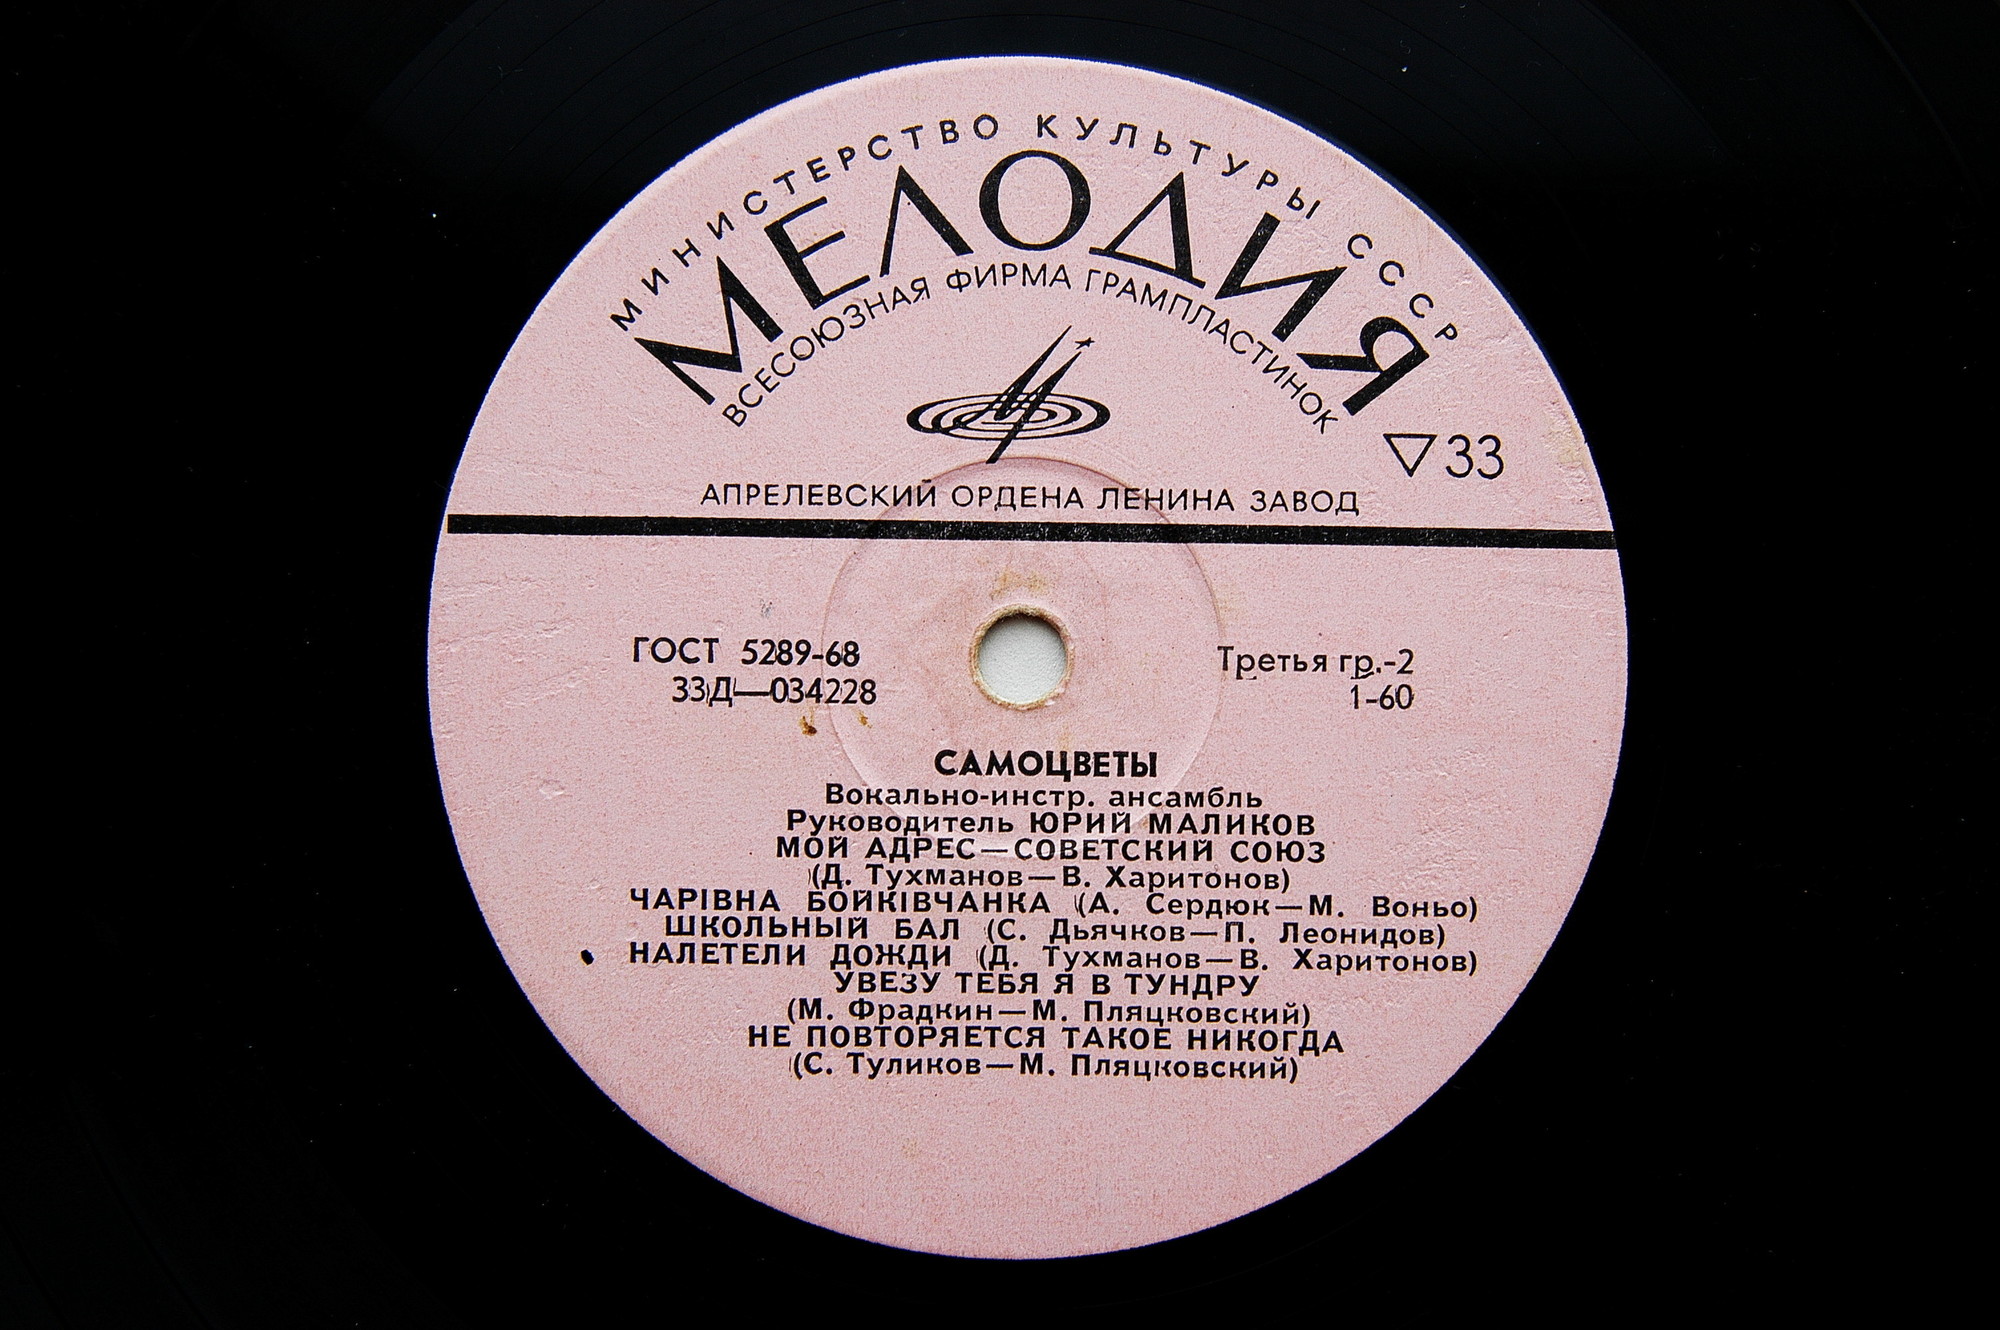 МИНИСТЕРСТВО КУЛЬТУРЫ СССР
МЕЛОДИЯ
ВСЕСОЮЗНАЯ ФИРМА ГРАМПЛАСТИНОК
▽33
АПРЕЛЕВСКИЙ ОРДЕНА ЛЕНИНА ЗАВОД
ГОСТ 5289-68
33Д—034228
Третья гр.-2
1-60
САМОЦВЕТЫ
Вокально-инстр. ансамбль
Руководитель ЮРИЙ МАЛИКОВ
МОЙ АДРЕС—СОВЕТСКИЙ СОЮЗ
(Д. Тухманов—В. Харитонов)
ЧАРІВНА БОЙКІВЧАНКА (А. Сердюк—М. Воньо)
ШКОЛЬНЫЙ БАЛ (С. Дьячков—П. Леонидов)
НАЛЕТЕЛИ ДОЖДИ (Д. Тухманов—В. Харитонов)
УВЕЗУ ТЕБЯ Я В ТУНДРУ
(М. Фрадкин—М. Пляцковский)
НЕ ПОВТОРЯЕТСЯ ТАКОЕ НИКОГДА
(С. Туликов—М. Пляцковский)